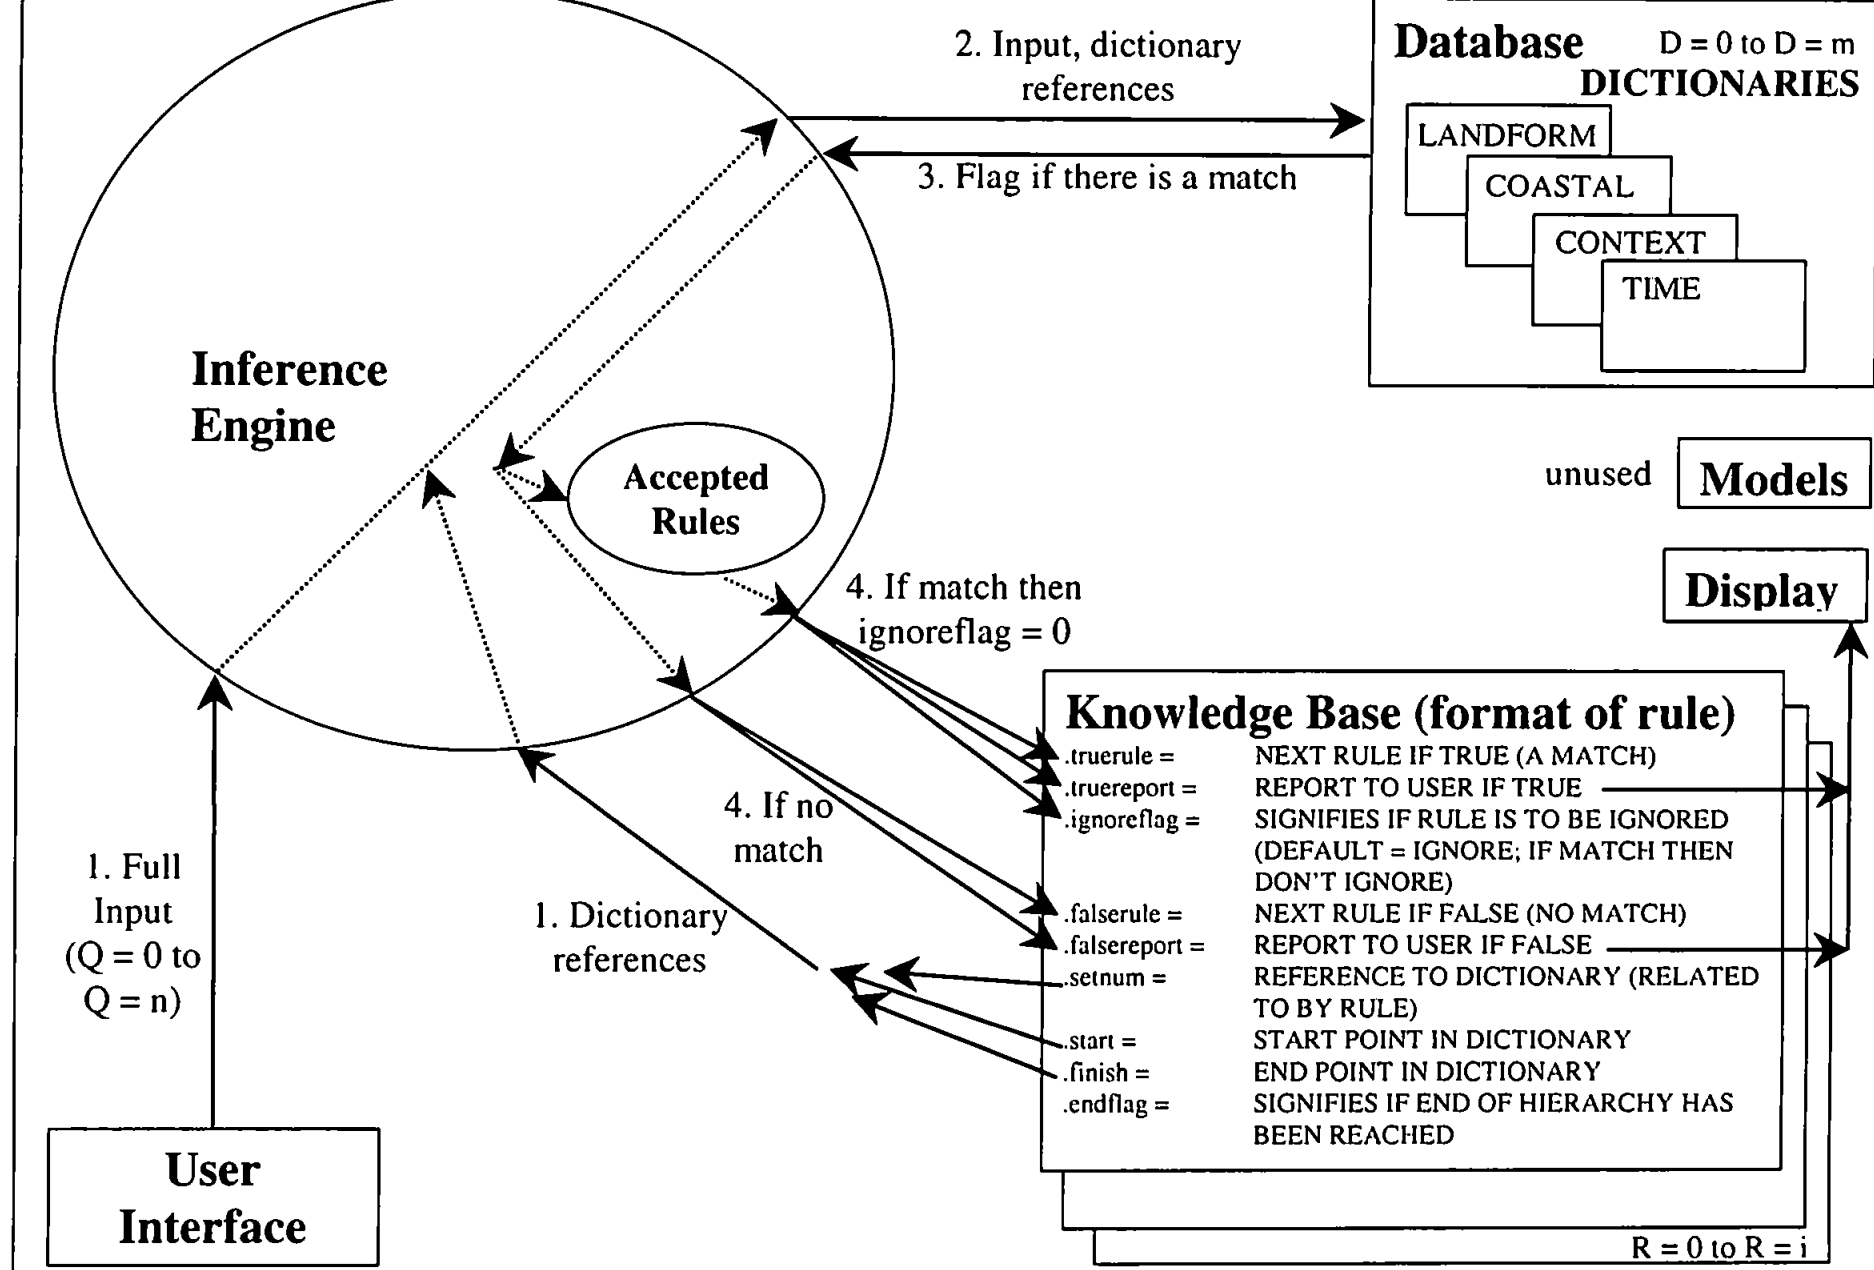 2. Input, dictionary
references
3. Flag if there is a match
Database D = 0 to D = m
DICTIONARIES
LANDFORM
COASTAL
CONTEXT
TIME
Inference
Engine
Accepted
Rules
unused Models
Display
4. If match then
ignoreflag = 0
Knowledge Base (format of rule)
.truerule = NEXT RULE IF TRUE (A MATCH)
.truereport = REPORT TO USER IF TRUE
.ignoreflag = SIGNIFIES IF RULE IS TO BE IGNORED
(DEFAULT = IGNORE; IF MATCH THEN
DON'T IGNORE)
.falserule = NEXT RULE IF FALSE (NO MATCH)
.falsereport = REPORT TO USER IF FALSE
.setnum = REFERENCE TO DICTIONARY (RELATED
TO BY RULE)
.start = START POINT IN DICTIONARY
.finish = END POINT IN DICTIONARY
.endflag = SIGNIFIES IF END OF HIERARCHY HAS
BEEN REACHED
R = 0 to R = i
4. If no
match
1. Dictionary
references
1. Full
Input
(Q = 0 to
Q = n)
User
Interface